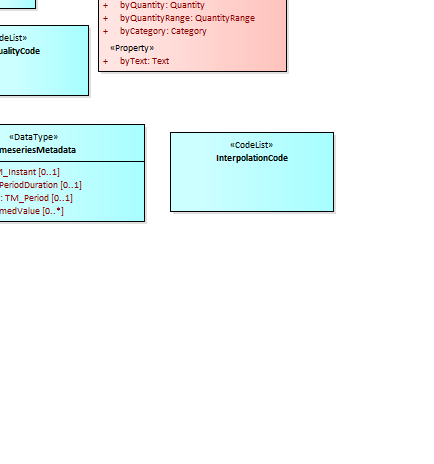 + byQuantity: Quantity
+ byQuantityRange: QuantityRange
+ byCategory: Category
«Property»
+ byText: Text
deList»
ualityCode
«DataType»
meseriesMetadata
M_Instant [0..1]
PeriodDuration [0..1]
: TM_Period [0..1]
medValue [0..*]
«CodeList»
InterpolationCode